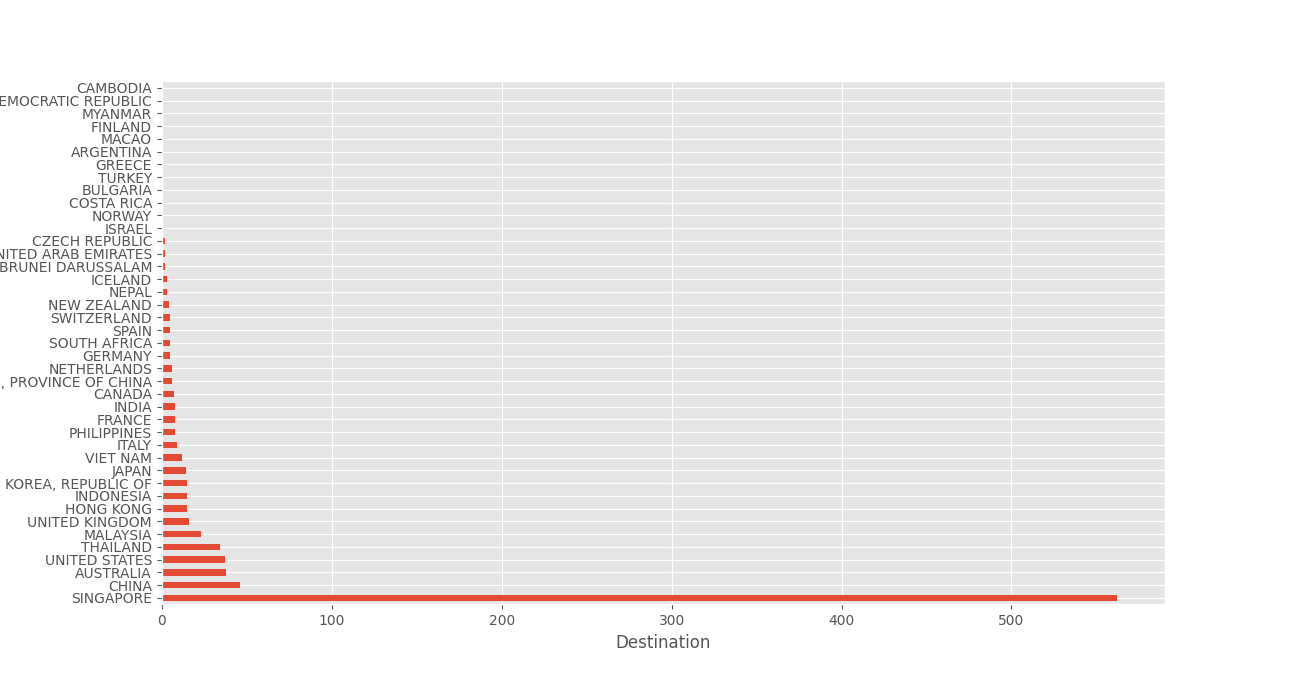 CAMBODIA
EMOCRATIC REPUBLIC
MYANMAR
FINLAND
MACAO
ARGENTINA
GREECE
TURKEY
BULGARIA
COSTA RICA
NORWAY
ISRAEL
CZECH REPUBLIC
NITED ARAB EMIRATES
BRUNEI DARUSSALAM
ICELAND
NEPAL
NEW ZEALAND
SWITZERLAND
SPAIN
SOUTH AFRICA
GERMANY
NETHERLANDS
, PROVINCE OF CHINA
CANADA
INDIA
FRANCE
PHILIPPINES
ITALY
VIET NAM
JAPAN
KOREA, REPUBLIC OF
INDONESIA
HONG KONG
UNITED KINGDOM
MALAYSIA
THAILAND
UNITED STATES
AUSTRALIA
CHINA
SINGAPORE
0 100 200 300 400 500
Destination